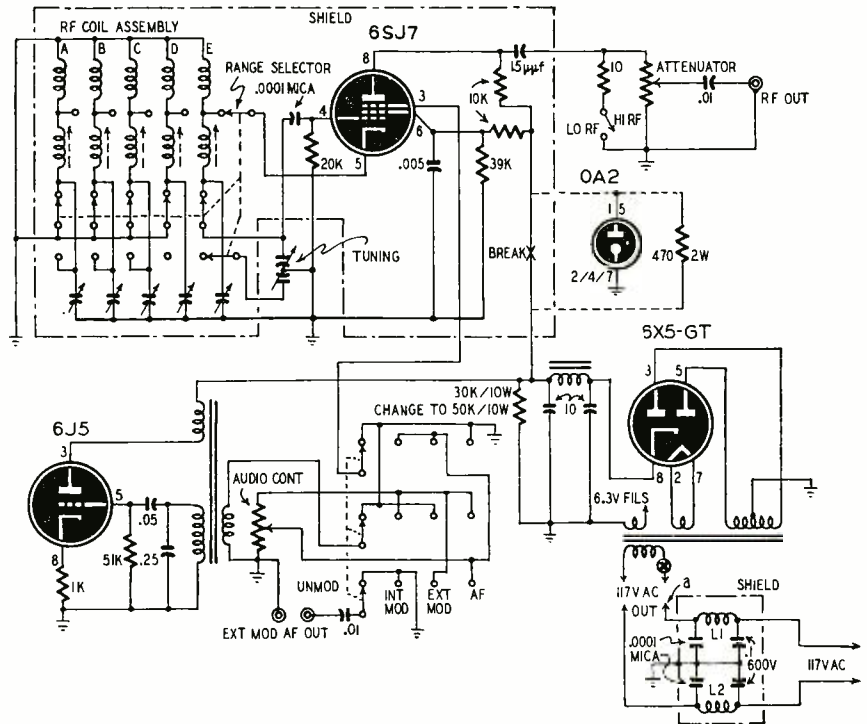 SHIELD
RF COIL ASSEMBLY
6SJ7
A B C D E
RANGE SELECTOR
.0001 MICA
8
4
3
6
5
15μμf
10K
20K
.005
39K
10
ATTENUATOR
.01
RF OUT
LO RF
HI RF
OA2
1 5
2/4/7
470
2W
BREAK
TUNING
5X5-GT
3 5
8 2 7
30K/10W
CHANGE TO 50K/10W
10
6.3V FILS
6J5
3
5
8
.05
51K
.25
1K
AUDIO CONT
UNMOD
INT MOD
EXT MOD
AF
EXT MOD
AF OUT
.01
117V AC
OUT
a
SHIELD
L1
.0001
MICA
600V
L2
117VAC